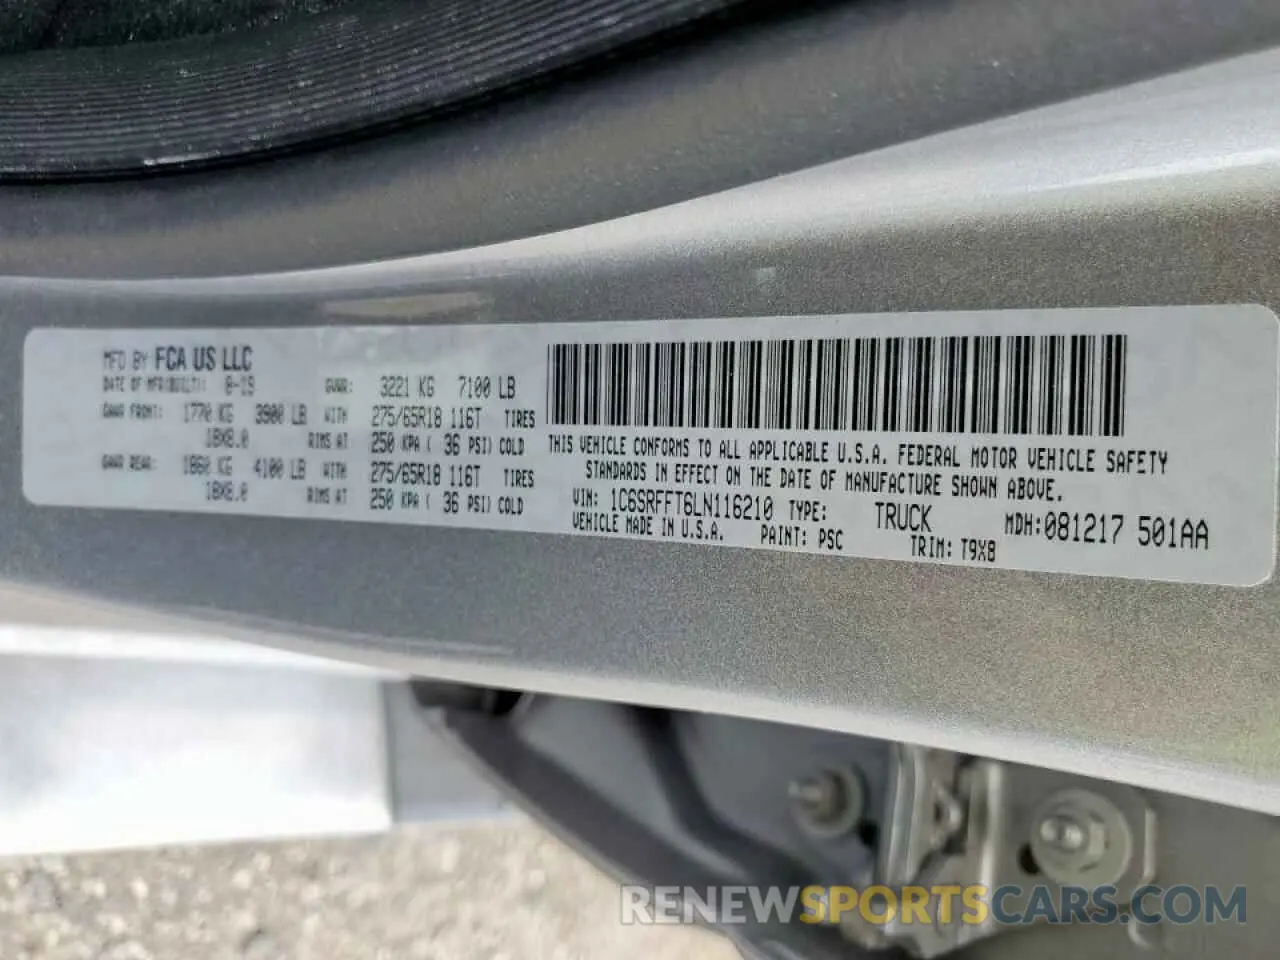 MFD BY FCA US LLC
DATE OF MFR(BUILT): 8-19 GVWR: 3221 KG 7100 LB
GAWR FRONT: 1770 KG 3900 LB WITH 275/65R18 116T TIRES
18X8.0 RIMS AT 250 KPA ( 36 PSI) COLD
GAWR REAR: 1860 KG 4100 LB WITH 275/65R18 116T TIRES
18X8.0 RIMS AT 250 KPA ( 36 PSI) COLD
THIS VEHICLE CONFORMS TO ALL APPLICABLE U.S.A. FEDERAL MOTOR VEHICLE SAFETY
STANDARDS IN EFFECT ON THE DATE OF MANUFACTURE SHOWN ABOVE.
VIN: 1C6SRFFT6LN116210 TYPE: TRUCK MDH:081217 501AA
VEHICLE MADE IN U.S.A. PAINT: PSC TRIM: T9X8
RENEWSPORTSCARS.COM